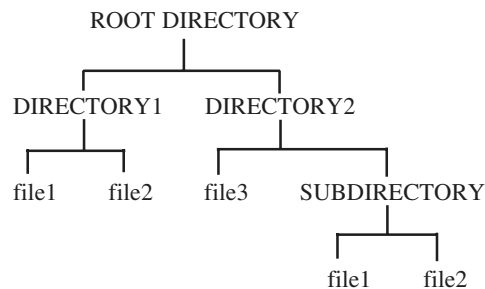 ROOT DIRECTORY
DIRECTORY1 DIRECTORY2
file1 file2 file3 SUBDIRECTORY
file1 file2